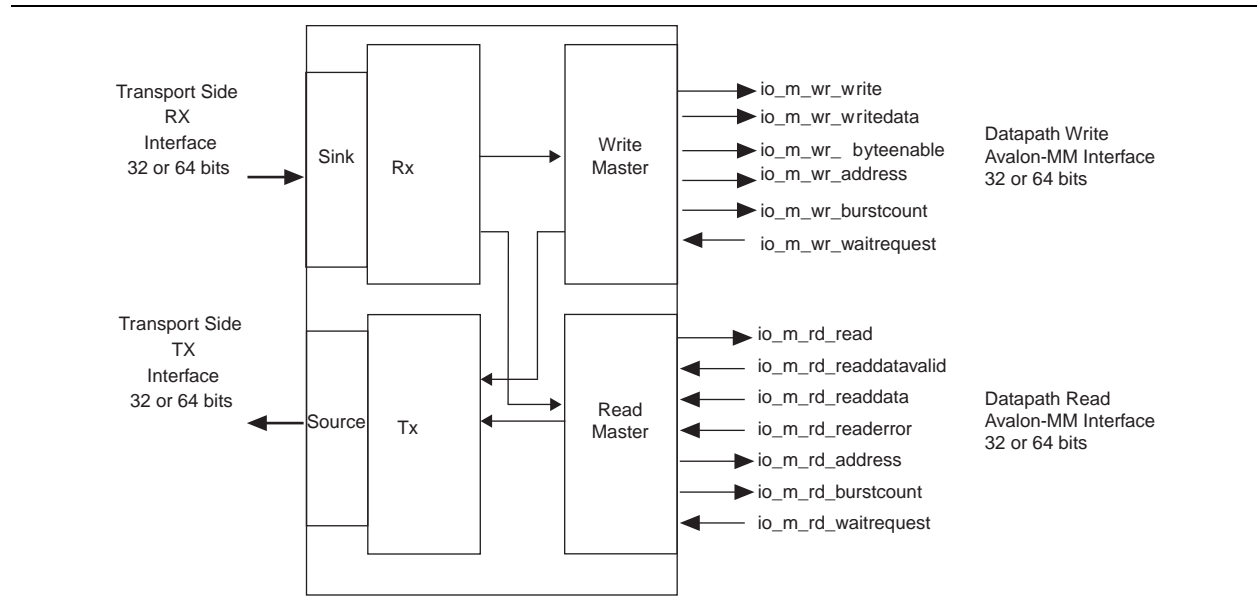 Transport Side
RX
Interface
32 or 64 bits
Sink
Rx
Write
Master
io_m_wr_write
io_m_wr_writedata
io_m_wr_ byteenable
io_m_wr_address
io_m_wr_burstcount
io_m_wr_waitrequest
Datapath Write
Avalon-MM Interface
32 or 64 bits
Transport Side
TX
Interface
32 or 64 bits
Source
Tx
Read
Master
io_m_rd_read
io_m_rd_readdatavalid
io_m_rd_readdata
io_m_rd_readerror
io_m_rd_address
io_m_rd_burstcount
io_m_rd_waitrequest
Datapath Read
Avalon-MM Interface
32 or 64 bits